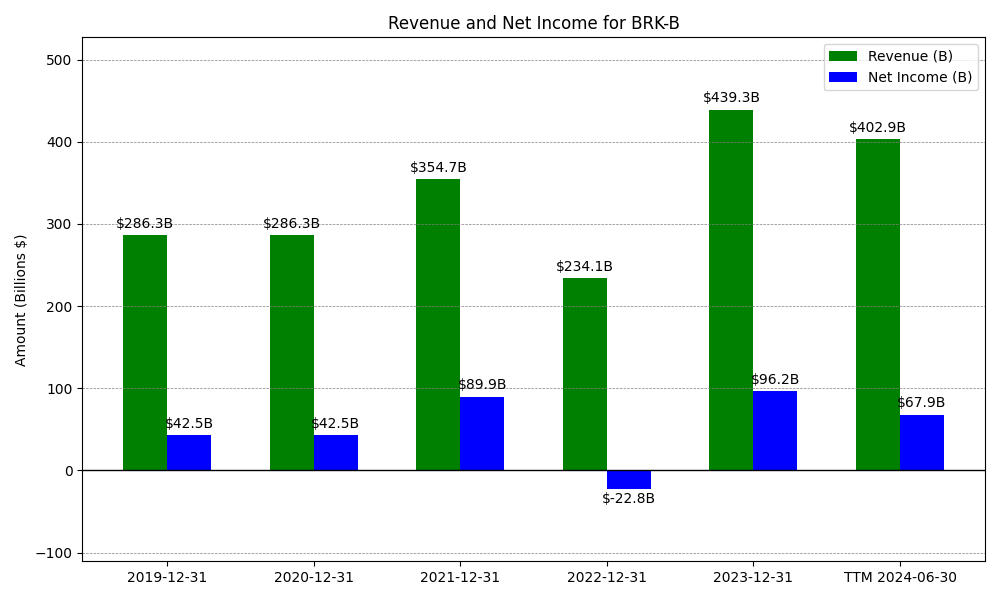 Revenue and Net Income for BRK-B
Revenue (B)
Net Income (B)
Amount (Billions $)
500
400
300
200
100
0
−100
$286.3B
$42.5B
$286.3B
$42.5B
$354.7B
$89.9B
$234.1B
$-22.8B
$439.3B
$96.2B
$402.9B
$67.9B
2019-12-31
2020-12-31
2021-12-31
2022-12-31
2023-12-31
TTM 2024-06-30